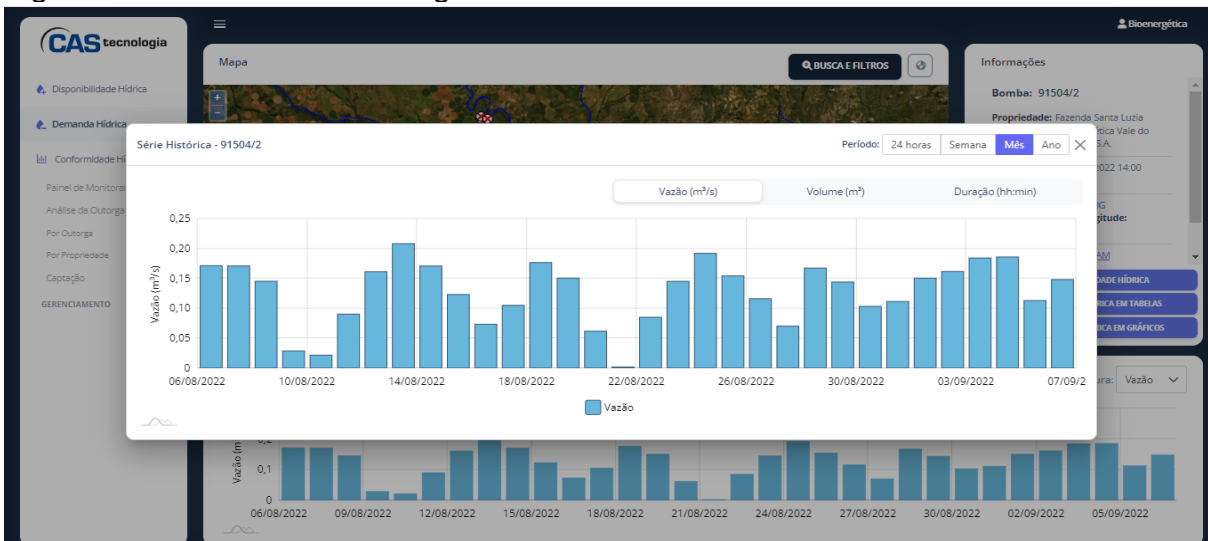 CAS tecnologia
Bioenergética
Disponibilidade Hídrica
Demanda Hídrica
Conformidade Hí
Painel de Monitora
Análise da Outorga
Por Outorga
Por Propriedade
Captação
GERENCIAMENTO
Mapa
BUSCA E FILTROS
+
-
Informações
Bomba: 91504/2
Propriedade: Fazenda Santa Luzia
ética Vale do
S.A.
2022 14:00
gitude:
AM
DADE HÍDRICA
RICA EM TABELAS
ICA EM GRÁFICOS
Série Histórica - 91504/2
Período: 24 horas Semana Mês Ano
Vazão (m³/s) Volume (m³) Duração (hh:min)
Vazão (m³/s)
0,25
0,20
0,15
0,10
0,05
0
06/08/2022 10/08/2022 14/08/2022 18/08/2022 22/08/2022 26/08/2022 30/08/2022 03/09/2022 07/09/2
Vazão
ura: Vazão
Vazão (m
0,2
0,1
0
06/08/2022 09/08/2022 12/08/2022 15/08/2022 18/08/2022 21/08/2022 24/08/2022 27/08/2022 30/08/2022 02/09/2022 05/09/2022